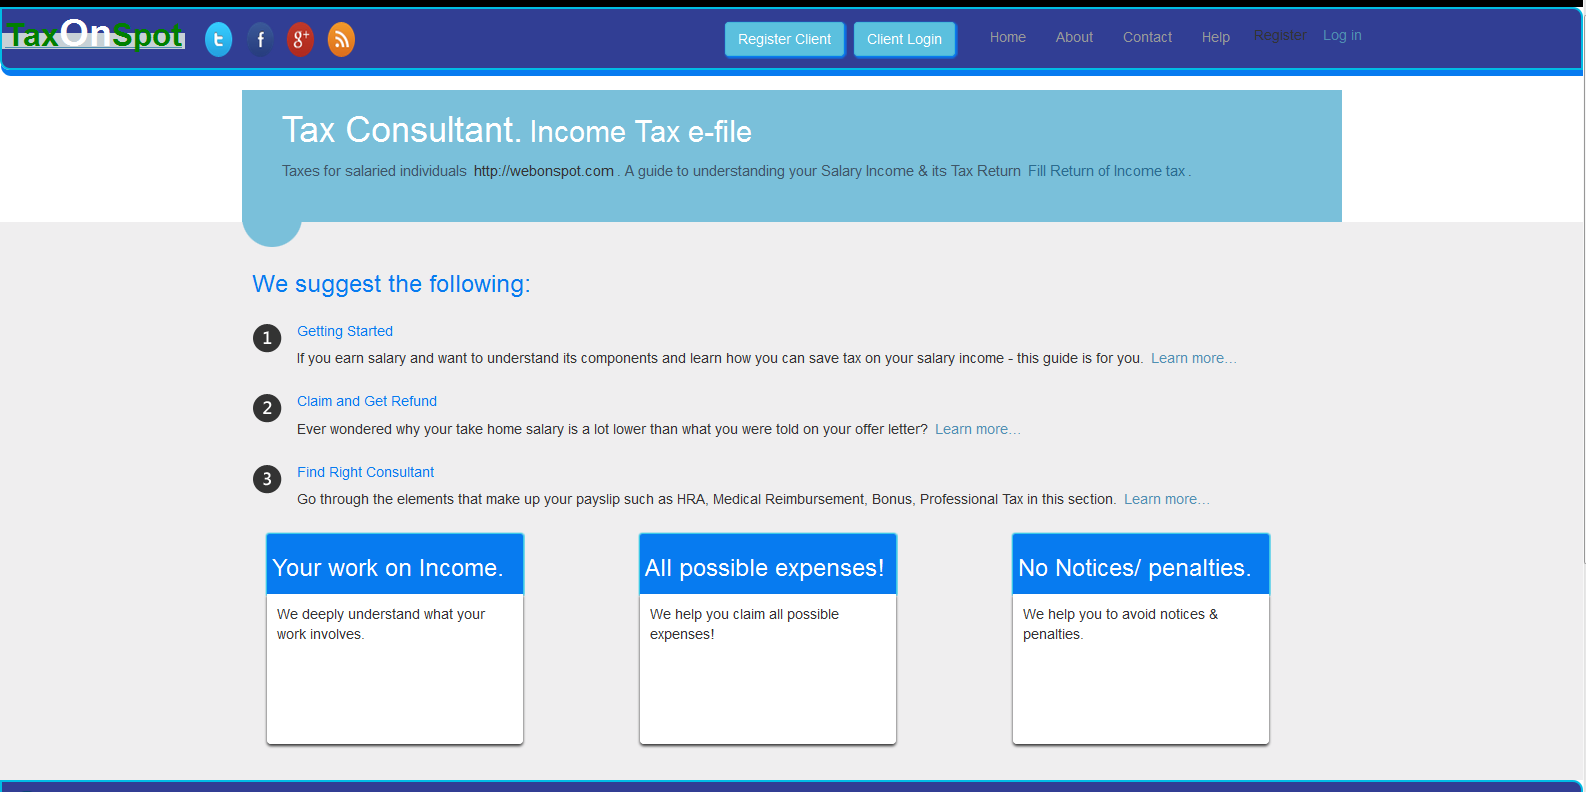 TaxOnSpot
Register Client
Client Login
Home
About
Contact
Help
Register
Log in
Tax Consultant. Income Tax e-file
Taxes for salaried individuals http://webonspot.com . A guide to understanding your Salary Income & its Tax Return Fill Return of Income tax .
We suggest the following:
1
Getting Started
If you earn salary and want to understand its components and learn how you can save tax on your salary income - this guide is for you. Learn more…
2
Claim and Get Refund
Ever wondered why your take home salary is a lot lower than what you were told on your offer letter? Learn more…
3
Find Right Consultant
Go through the elements that make up your payslip such as HRA, Medical Reimbursement, Bonus, Professional Tax in this section. Learn more…
Your work on Income.
We deeply understand what your
work involves.
All possible expenses!
We help you claim all possible
expenses!
No Notices/ penalties.
We help you to avoid notices &
penalties.